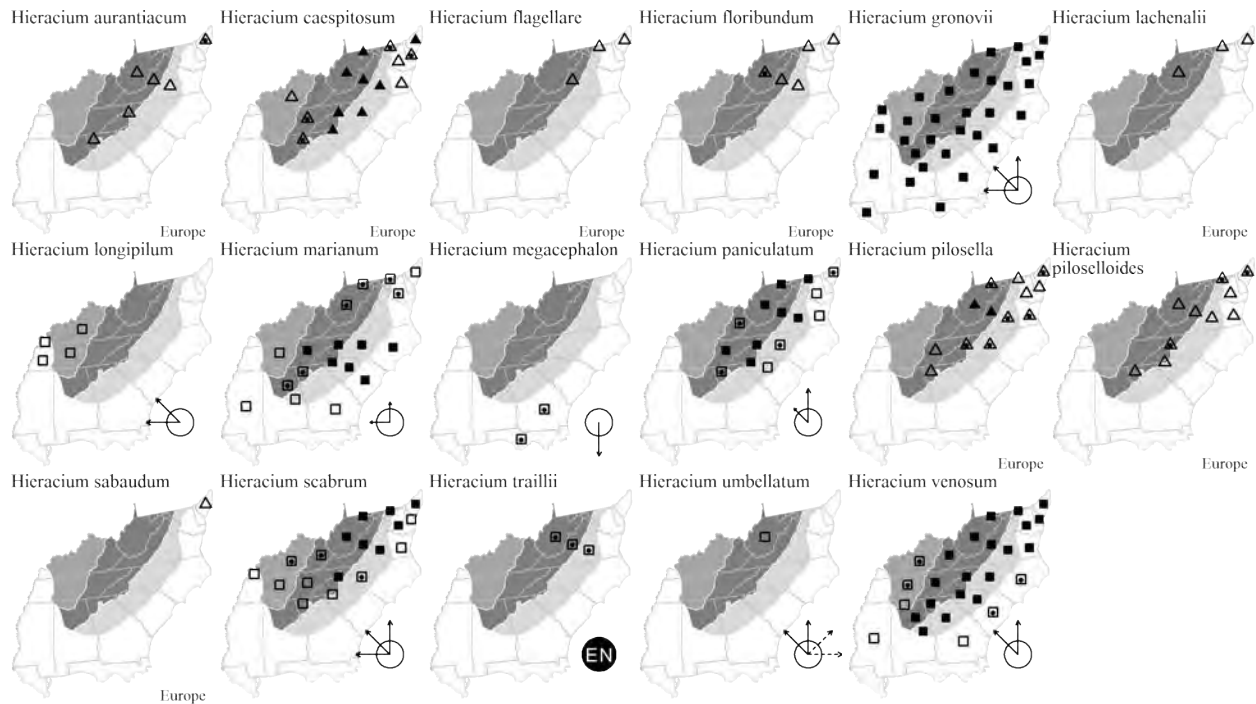 Hieracium aurantiacum
Hieracium caespitosum
Hieracium flagellare
Hieracium floribundum
Hieracium gronovii
Hieracium lachenalii
Europe
Europe
Europe
Europe
Europe
Hieracium longipilum
Hieracium marianum
Hieracium megacephalon
Hieracium paniculatum
Hieracium pilosella
Hieracium
piloselloides
Europe
Europe
Hieracium sabaudum
Hieracium scabrum
Hieracium traillii
Hieracium umbellatum
Hieracium venosum
EN
Europe